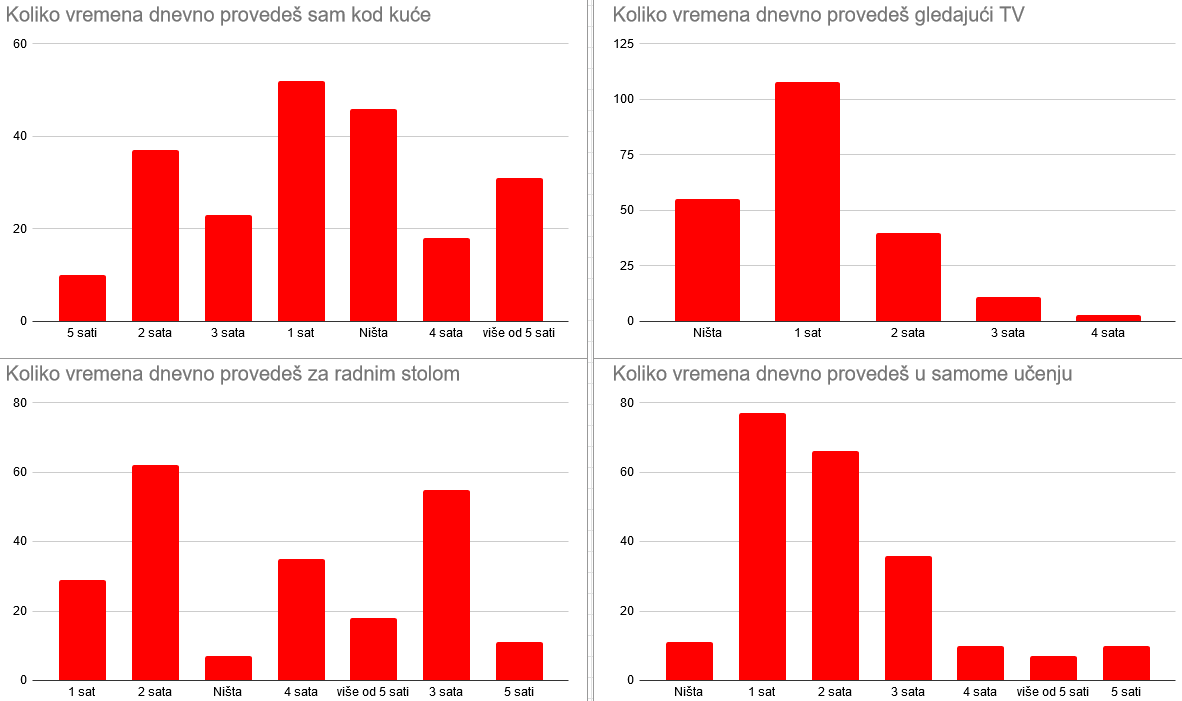 Koliko vremena dnevno provedeš sam kod kuće
60
40
20
0
5 sati 2 sata 3 sata 1 sat Ništa 4 sata više od 5 sati
Koliko vremena dnevno provedeš gledajući TV
125
100
75
50
25
0
Ništa 1 sat 2 sata 3 sata 4 sata
Koliko vremena dnevno provedeš za radnim stolom
80
60
40
20
0
1 sat 2 sata Ništa 4 sata više od 5 sati 3 sata 5 sati
Koliko vremena dnevno provedeš u samome učenju
80
60
40
20
0
Ništa 1 sat 2 sata 3 sata 4 sata više od 5 sati 5 sati